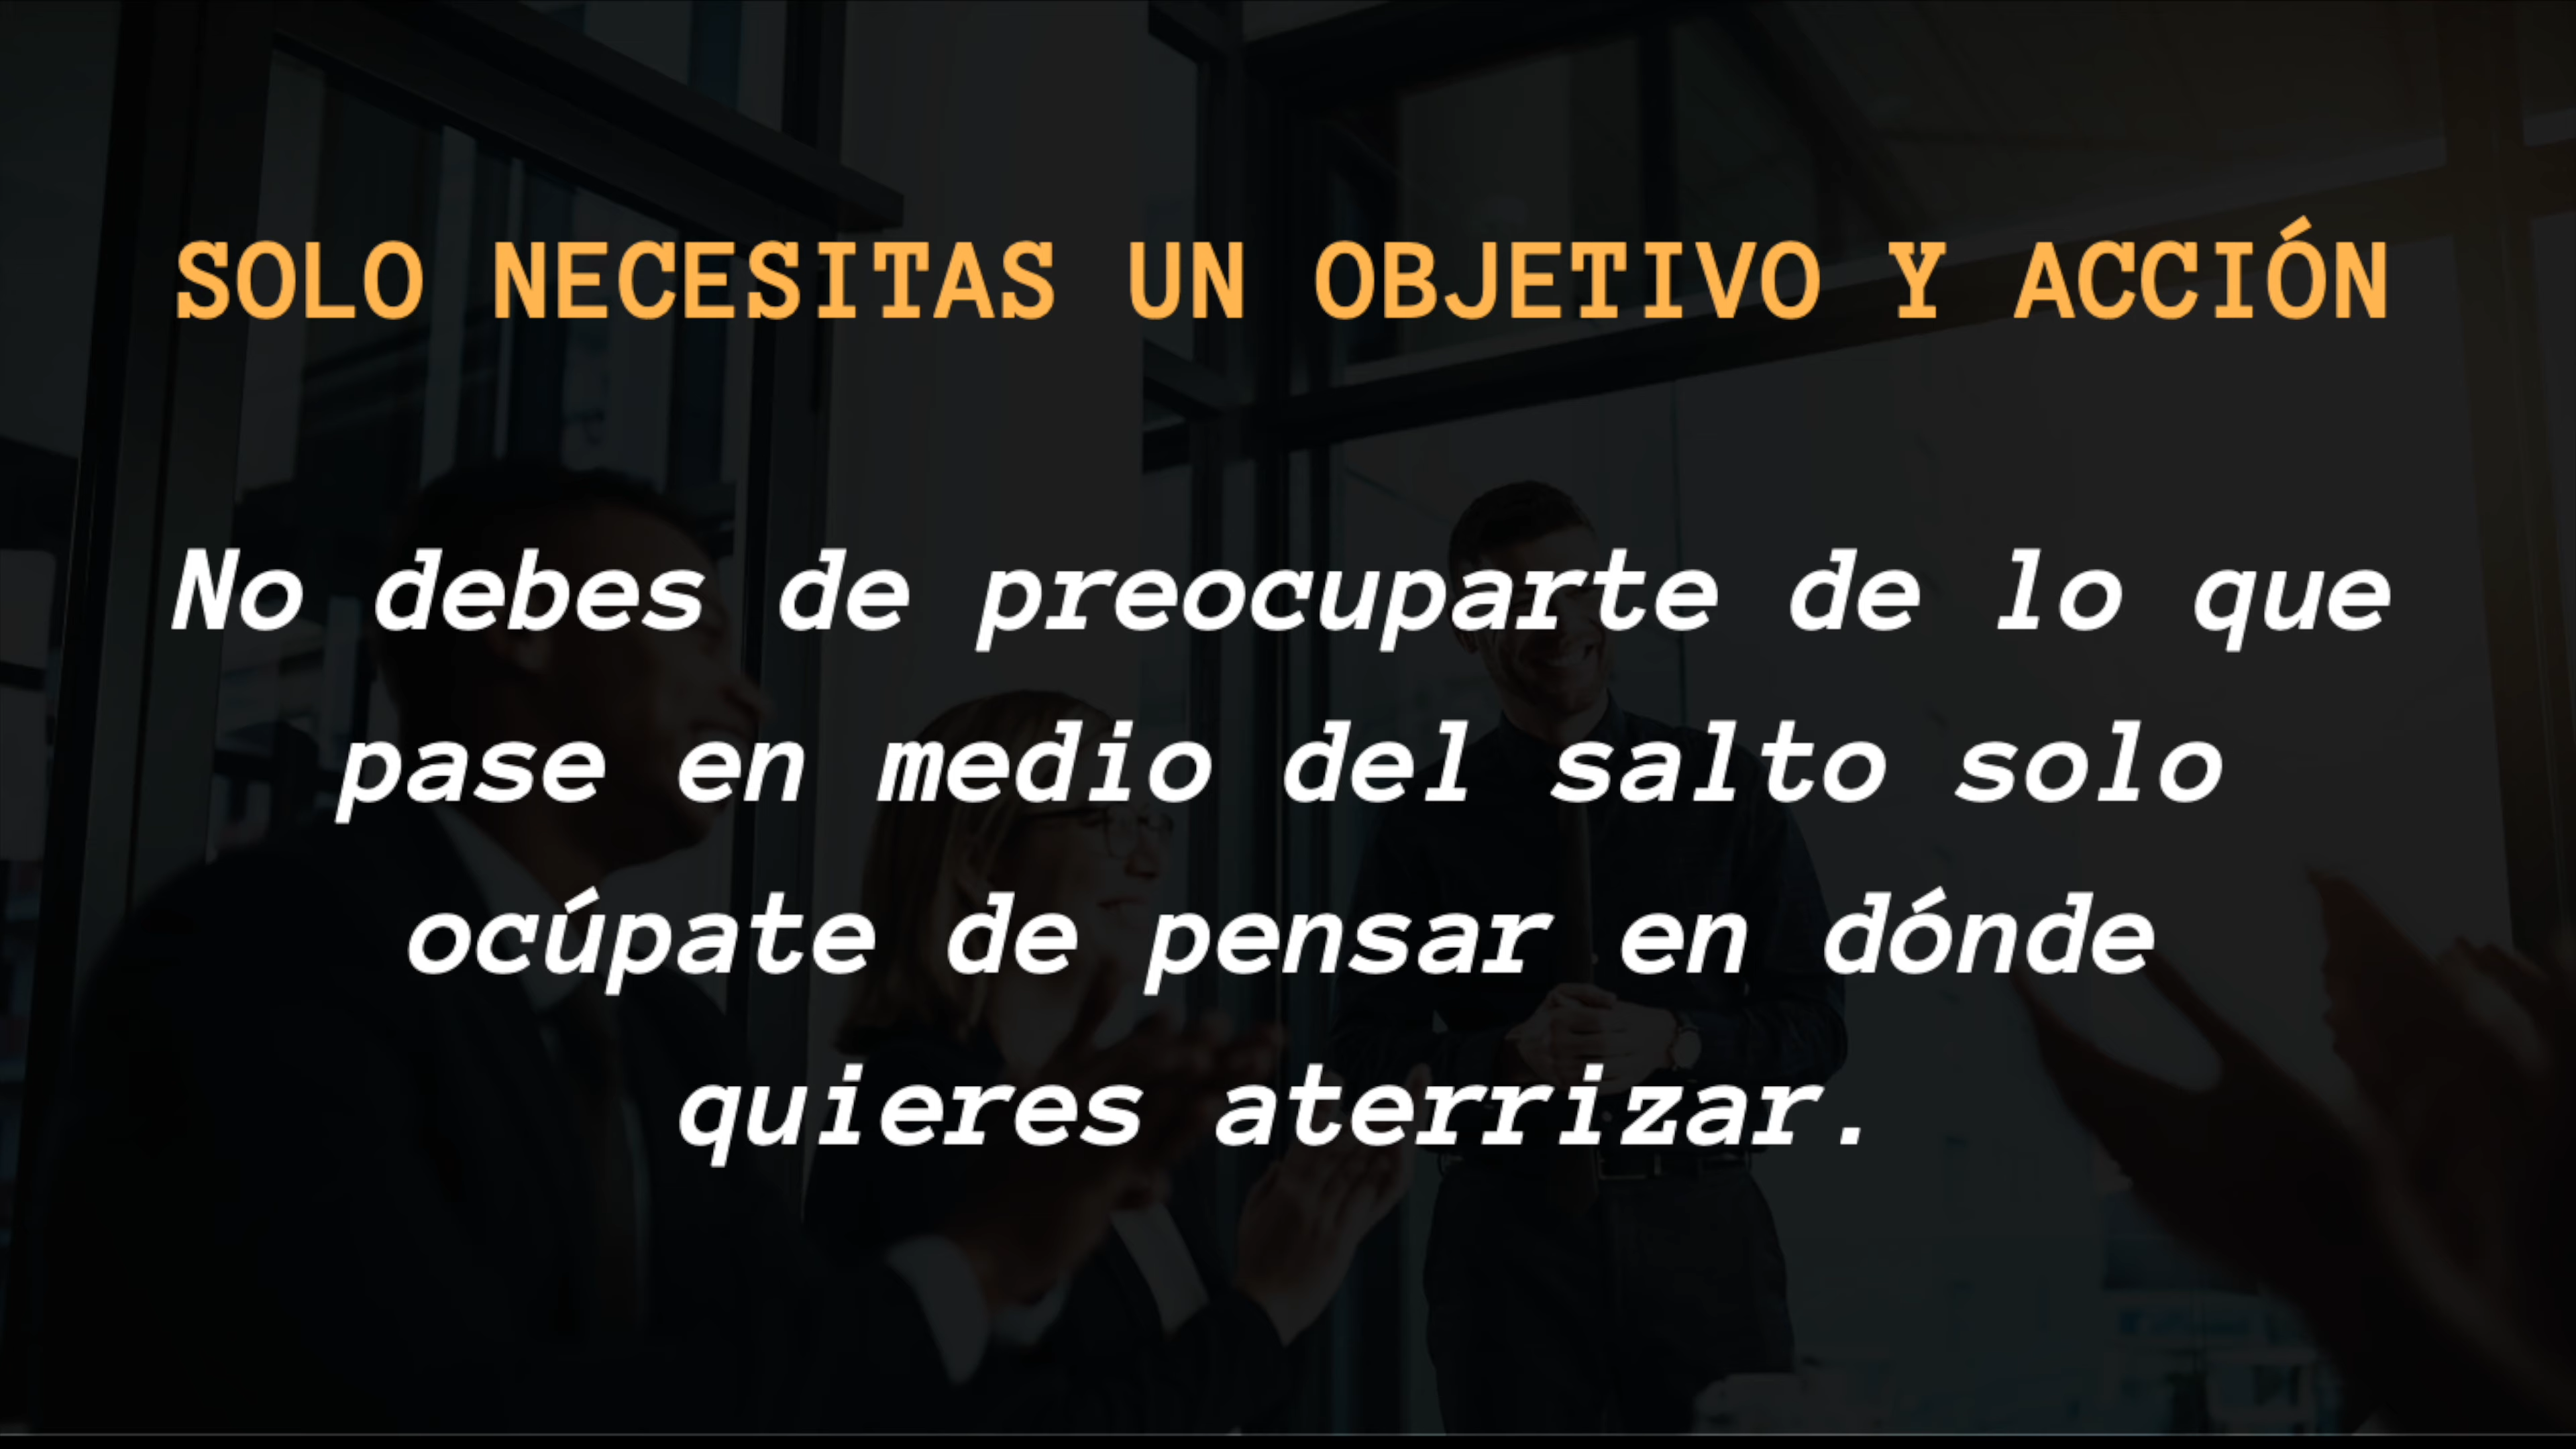 SOLO NECESITAS UN OBJETIVO Y ACCIÓN
No debes de preocuparte de lo que
pase en medio del salto solo
ocúpate de pensar en dónde
quieres aterrizar.